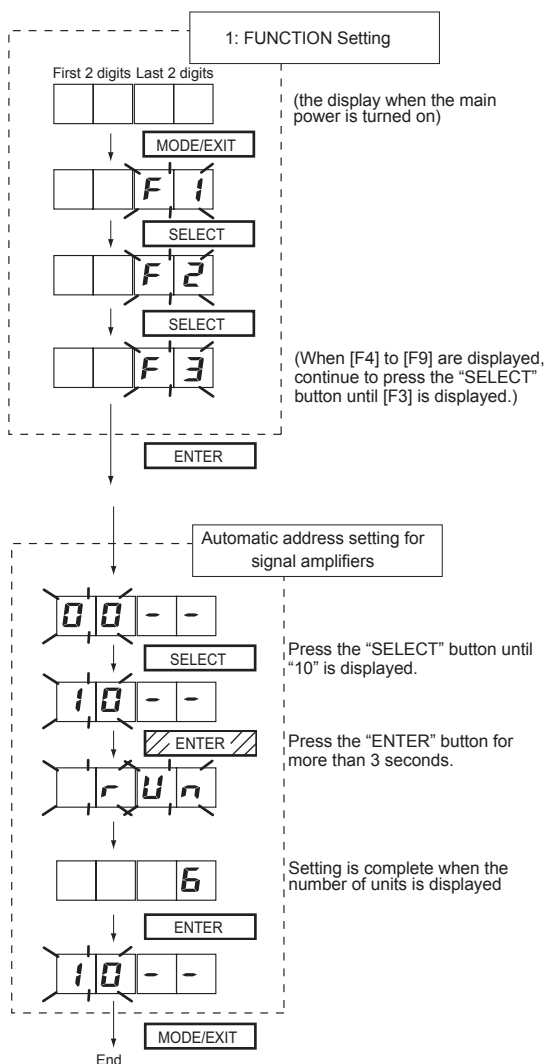 1: FUNCTION Setting
First 2 digits Last 2 digits
(the display when the main
power is turned on)
MODE/EXIT
F 1
SELECT
F 2
SELECT
F 3
(When [F4] to [F9] are displayed,
continue to press the “SELECT”
button until [F3] is displayed.)
ENTER
Automatic address setting for
signal amplifiers
0 0 - -
SELECT
Press the “SELECT” button until
“10” is displayed.
1 0 - -
ENTER
Press the “ENTER” button for
more than 3 seconds.
r U n
6
Setting is complete when the
number of units is displayed
ENTER
1 0 - -
MODE/EXIT
End